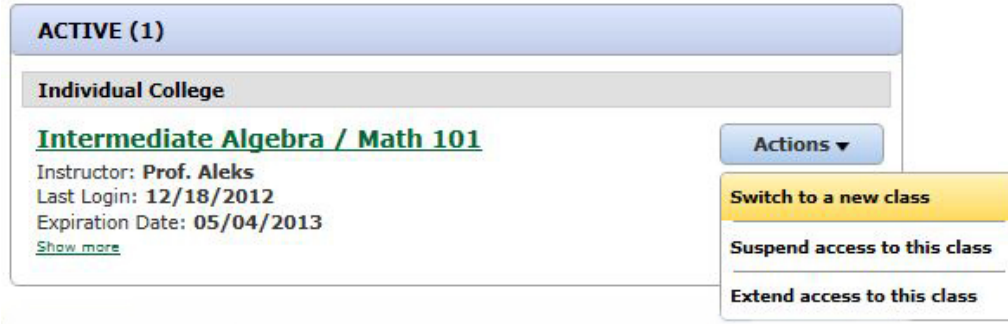 ACTIVE (1)
Individual College
Intermediate Algebra / Math 101
Actions ▼
Instructor: Prof. Aleks
Last Login: 12/18/2012
Expiration Date: 05/04/2013
Show more
Switch to a new class
Suspend access to this class
Extend access to this class